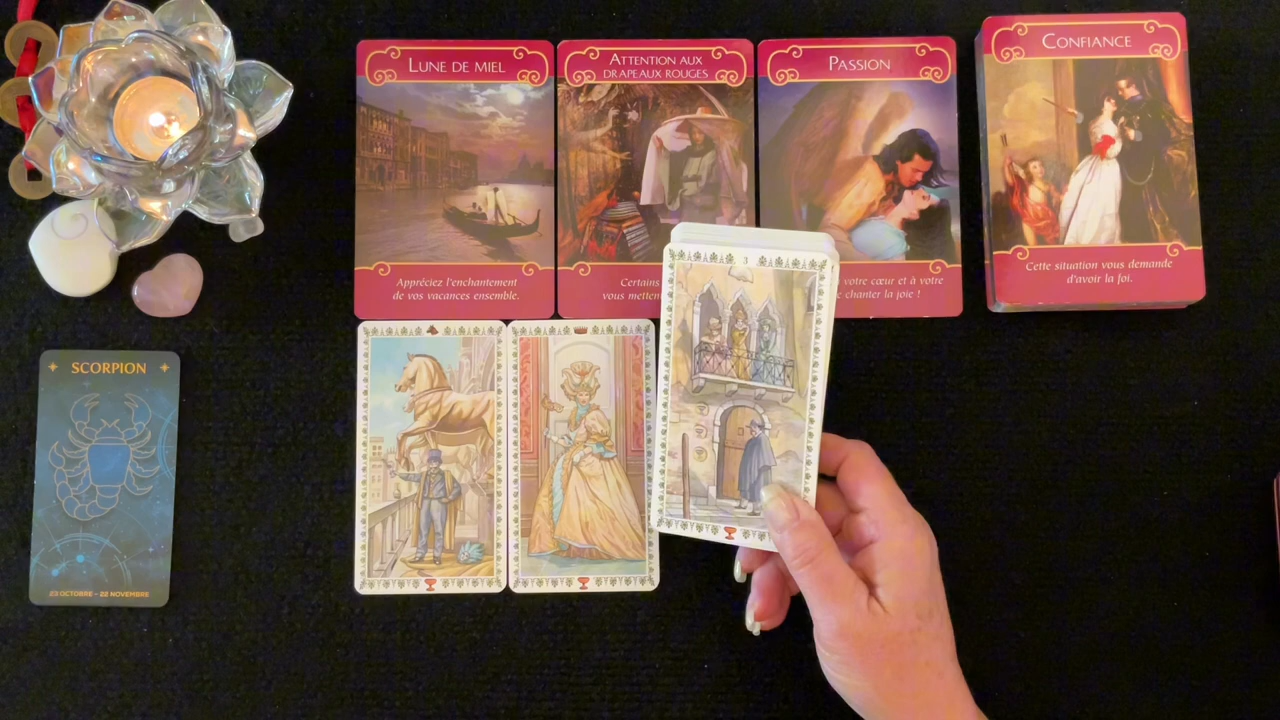 LUNE DE MIEL
Appréciez l'enchantement
de vos vacances ensemble.
ATTENTION AUX
DRAPEAUX ROUGES
Certains
vous metten
PASSION
votre cœur et à votre
chanter la joie !
CONFIANCE
Cette situation vous demande
d'avoir la foi.
3
SCORPION
23 OCTOBRE - 22 NOVEMBRE